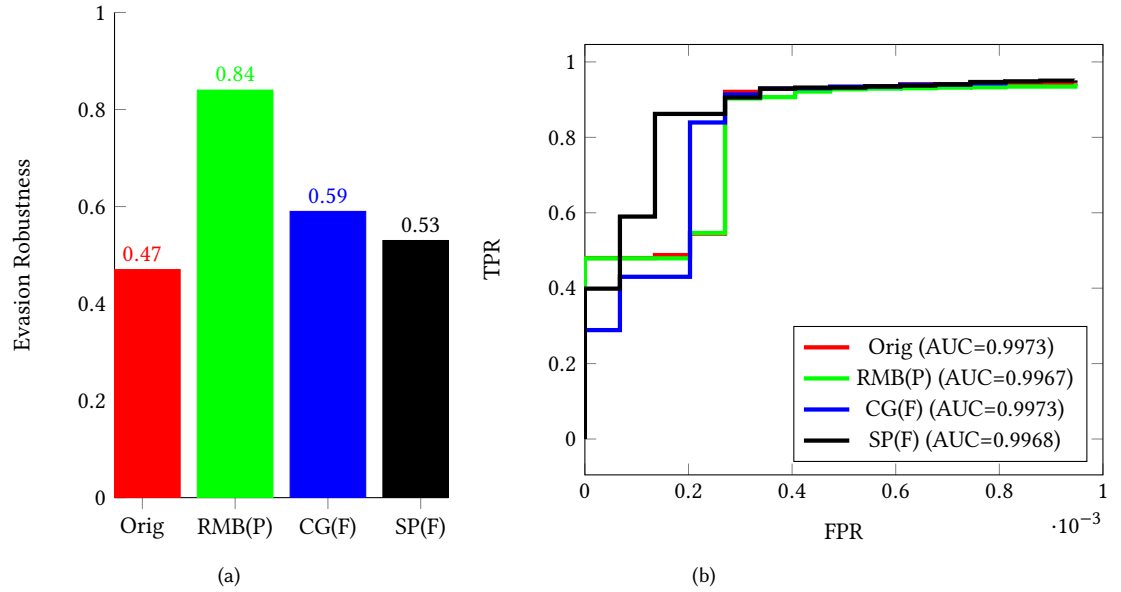 Evasion Robustness
1
0.8
0.6
0.4
0.2
0
0.47
0.84
0.59
0.53
Orig RMB(P) CG(F) SP(F)
(a)
TPR
1
0.8
0.6
0.4
0.2
0
Orig (AUC=0.9973)
RMB(P) (AUC=0.9967)
CG(F) (AUC=0.9973)
SP(F) (AUC=0.9968)
0 0.2 0.4 0.6 0.8 1
·10⁻³
FPR
(b)